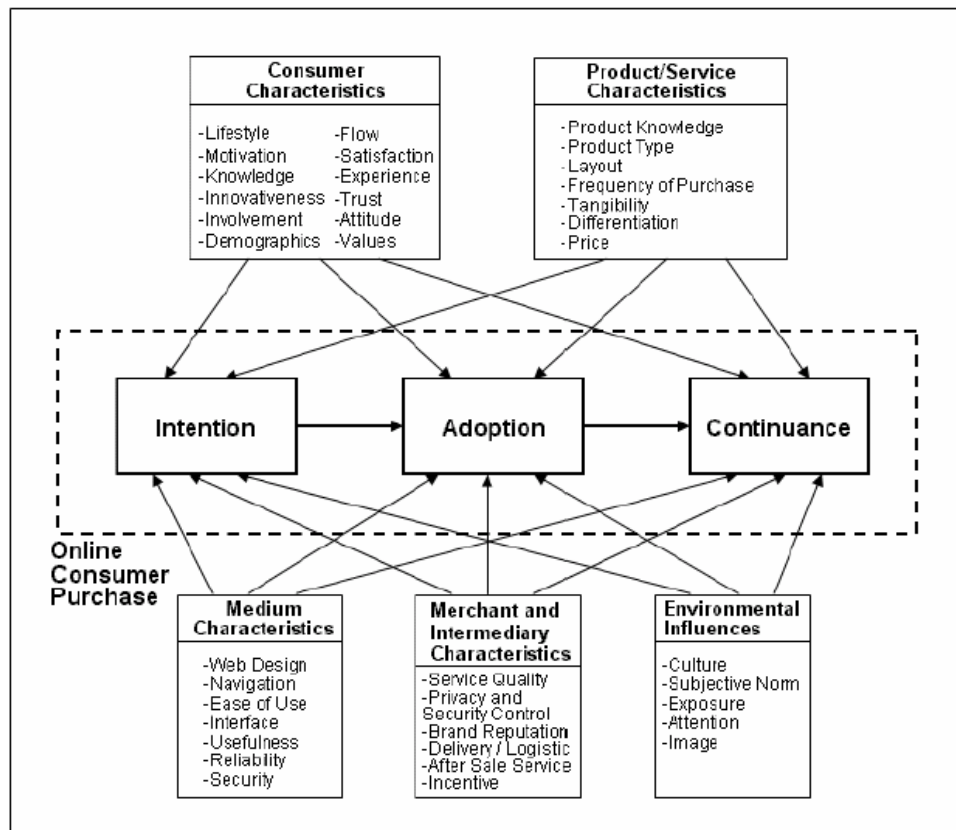 Consumer
Characteristics
-Lifestyle
-Motivation
-Knowledge
-Innovativeness
-Involvement
-Demographics
-Flow
-Satisfaction
-Experience
-Trust
-Attitude
-Values
Product/Service
Characteristics
-Product Knowledge
-Product Type
-Layout
-Frequency of Purchase
-Tangibility
-Differentiation
-Price
Intention
Adoption
Continuance
Online
Consumer
Purchase
Medium
Characteristics
-Web Design
-Navigation
-Ease of Use
-Interface
-Usefulness
-Reliability
-Security
Merchant and
Intermediary
Characteristics
-Service Quality
-Privacy and
Security Control
-Brand Reputation
-Delivery / Logistic
-After Sale Service
-Incentive
Environmental
Influences
-Culture
-Subjective Norm
-Exposure
-Attention
-Image